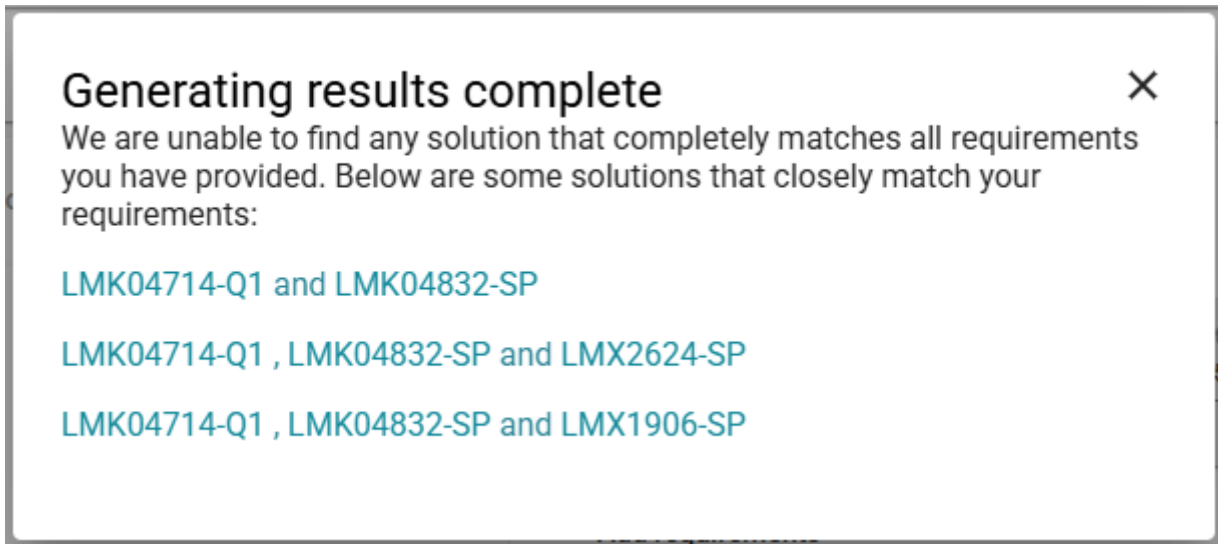 Generating results complete
We are unable to find any solution that completely matches all requirements
you have provided. Below are some solutions that closely match your
requirements:
LMK04714-Q1 and LMK04832-SP
LMK04714-Q1 , LMK04832-SP and LMX2624-SP
LMK04714-Q1 , LMK04832-SP and LMX1906-SP